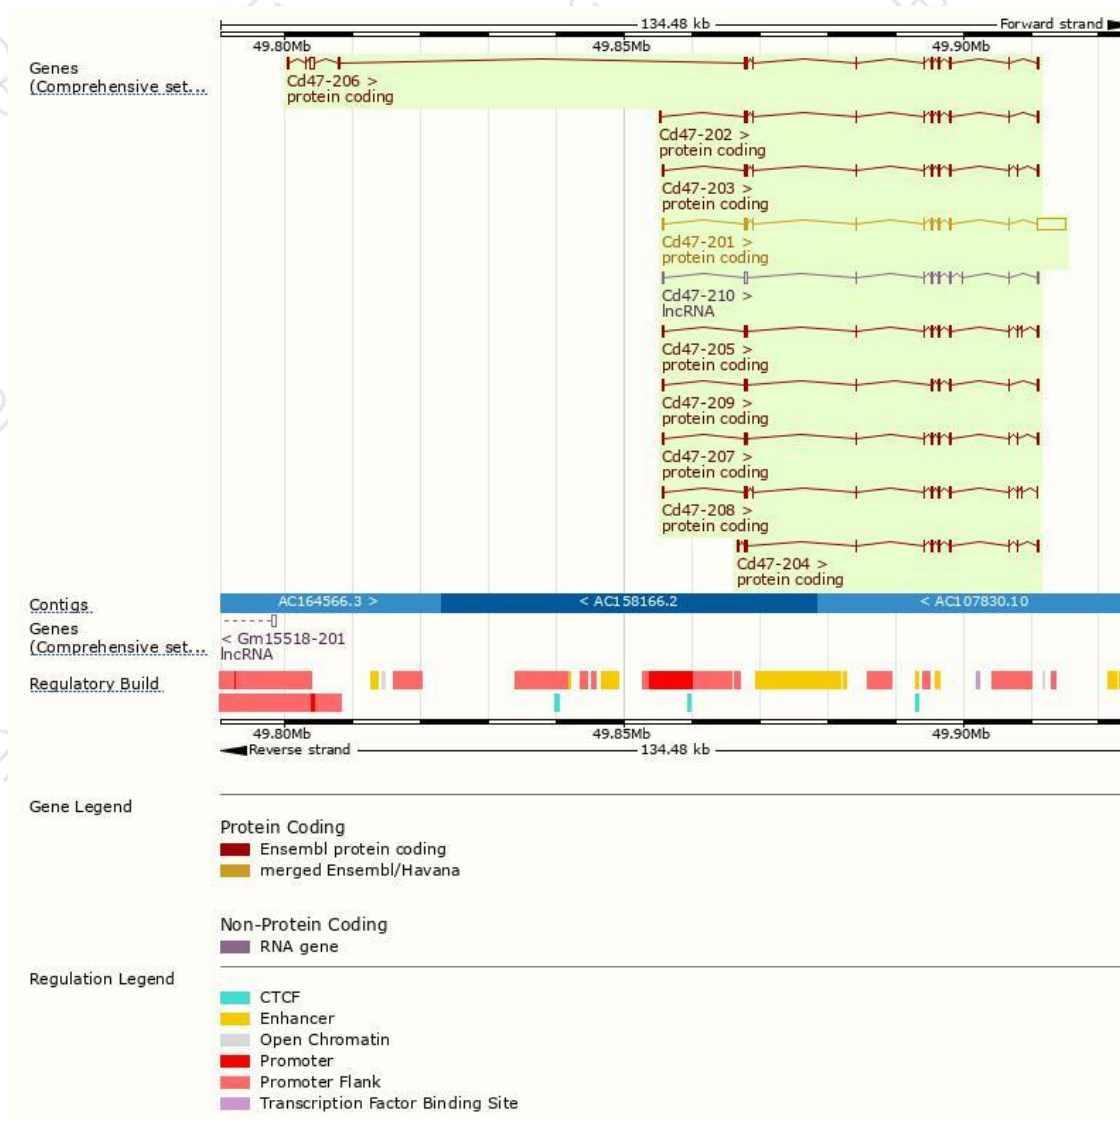 134.48 kb
Forward strand
49.80Mb
49.85Mb
49.90Mb
Genes
(Comprehensive set...
Cd47-206 >
protein coding
Cd47-202 >
protein coding
Cd47-203 >
protein coding
Cd47-201 >
protein coding
Cd47-210 >
lncRNA
Cd47-205 >
protein coding
Cd47-209 >
protein coding
Cd47-207 >
protein coding
Cd47-208 >
protein coding
Cd47-204 >
protein coding
Contigs
AC164566.3 >
< AC158166.2
< AC107830.10
Genes
(Comprehensive set...
< Gm15518-201
lncRNA
Regulatory Build
49.80Mb
49.85Mb
49.90Mb
Reverse strand
134.48 kb
Gene Legend
Protein Coding
Ensembl protein coding
merged Ensembl/Havana
Non-Protein Coding
RNA gene
Regulation Legend
CTCF
Enhancer
Open Chromatin
Promoter
Promoter Flank
Transcription Factor Binding Site